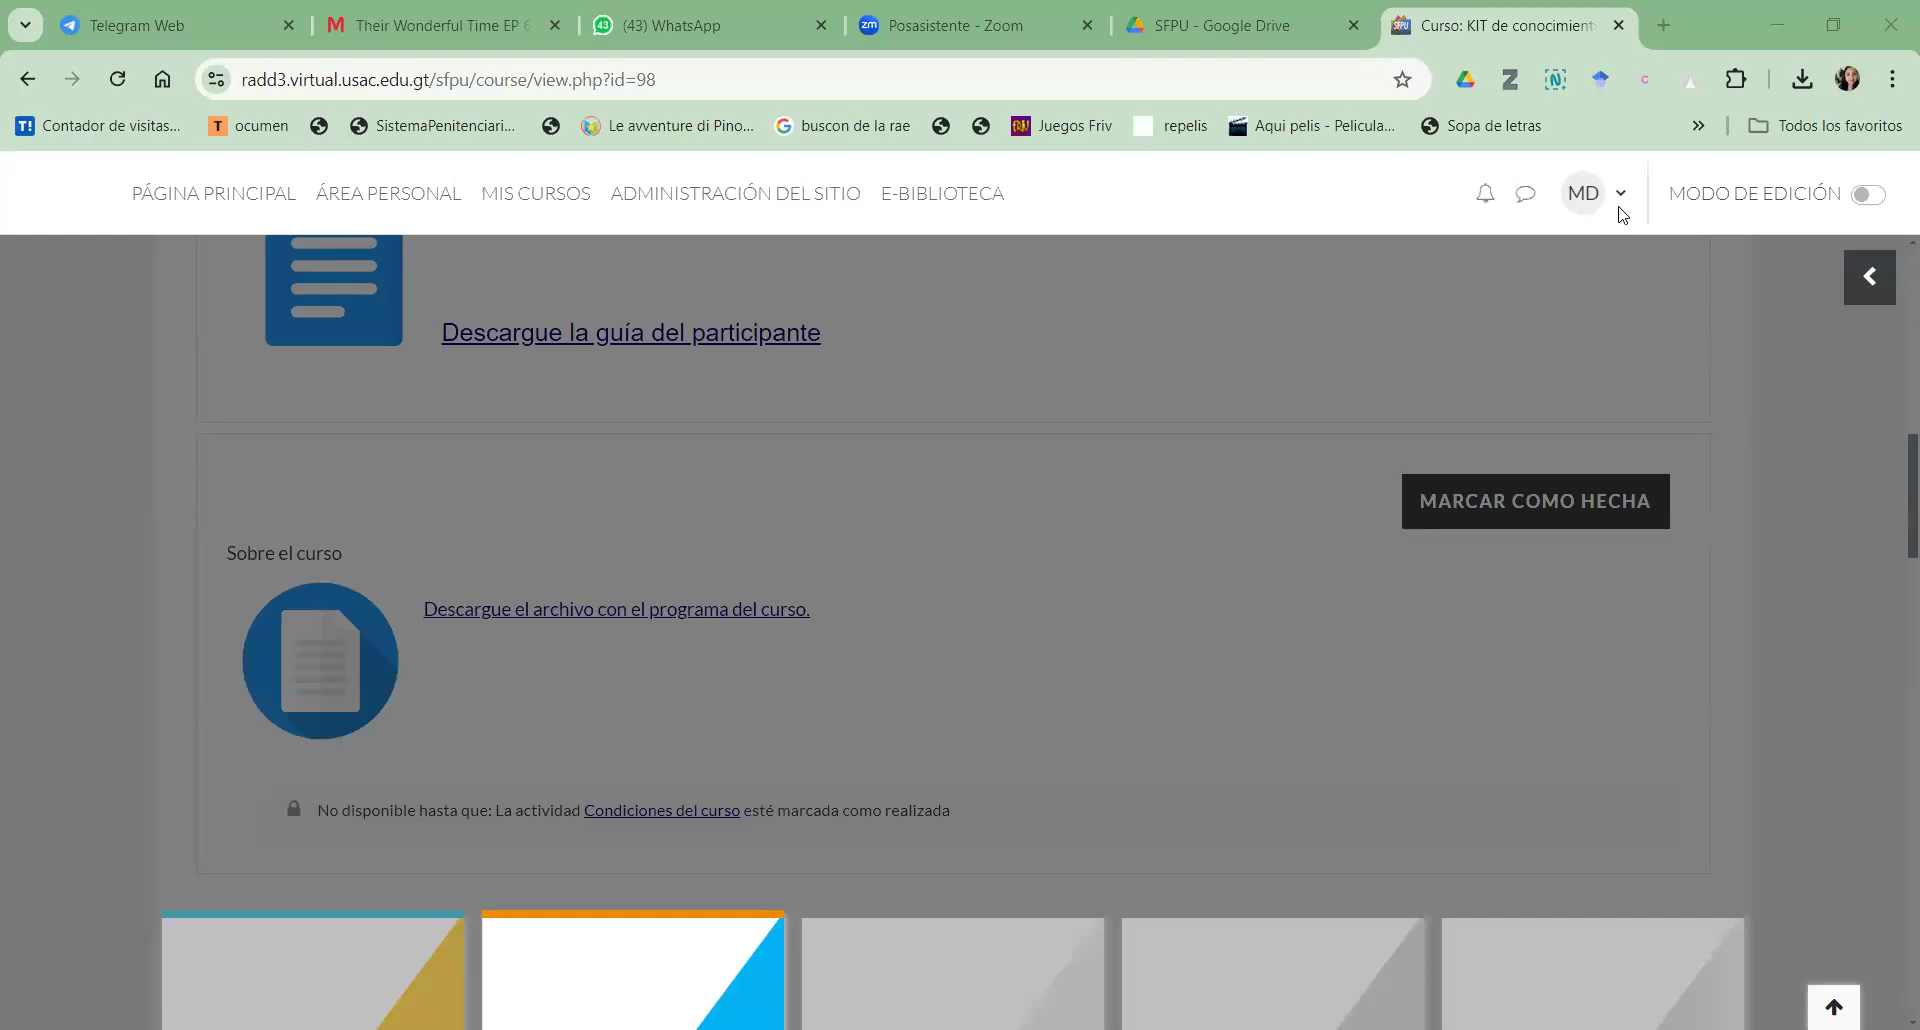 Telegram Web
Their Wonderful Time EP 6
(43) WhatsApp
Posasistente - Zoom
SFPU - Google Drive
Curso: KIT de conocimient
radd3.virtual.usac.edu.gt/sfpu/course/view.php?id=98
Contador de visitas...
ocumen
SistemaPenitenciari...
Le avventure di Pino...
buscon de la rae
Juegos Friv
repelis
Aqui pelis - Pelicula...
Sopa de letras
Todos los favoritos
PÁGINA PRINCIPAL ÁREA PERSONAL MIS CURSOS ADMINISTRACIÓN DEL SITIO E-BIBLIOTECA
MD
MODO DE EDICIÓN
Descargue la guía del participante
MARCAR COMO HECHA
Sobre el curso
Descargue el archivo con el programa del curso.
No disponible hasta que: La actividad Condiciones del curso esté marcada como realizada